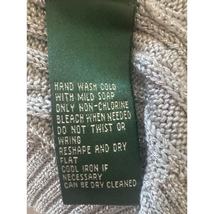 HAND WASH COLD
WITH MILD SOAP
ONLY NON-CHLORINE
BLEACH WHEN NEEDED
DO NOT TWIST OR
WRING
RESHAPE AND DRY
FLAT
COOL IRON IF
NECESSARY
CAN BE DRY CLEANED